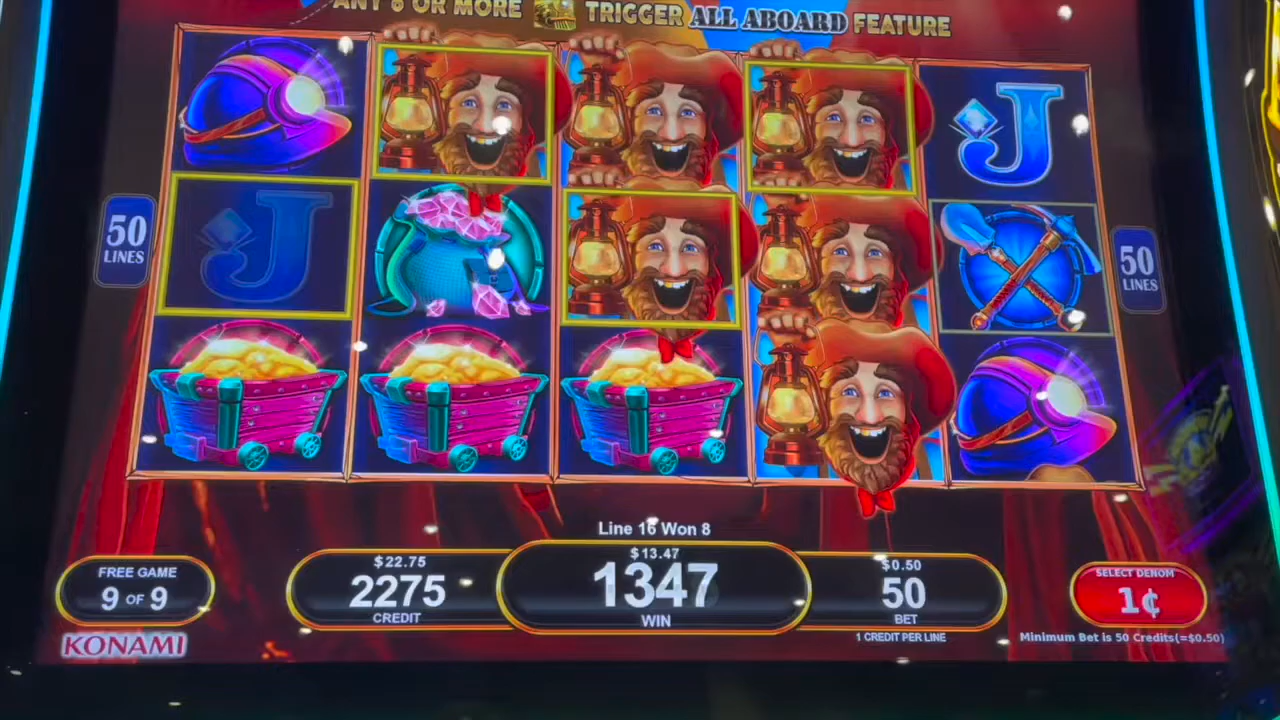 ANY 6 OR MORE TRIGGER ALL ABOARD FEATURE
J
50
LINES
J
50
LINES
Line 16 Won 8
FREE GAME
9 OF 9
$22.75
2275
CREDIT
$13.47
1347
WIN
$0.50
50
BET
1 CREDIT PER LINE
SELECT DENOM
1¢
Minimum Bet is 50 Credits(=$0.50)
KONAMI